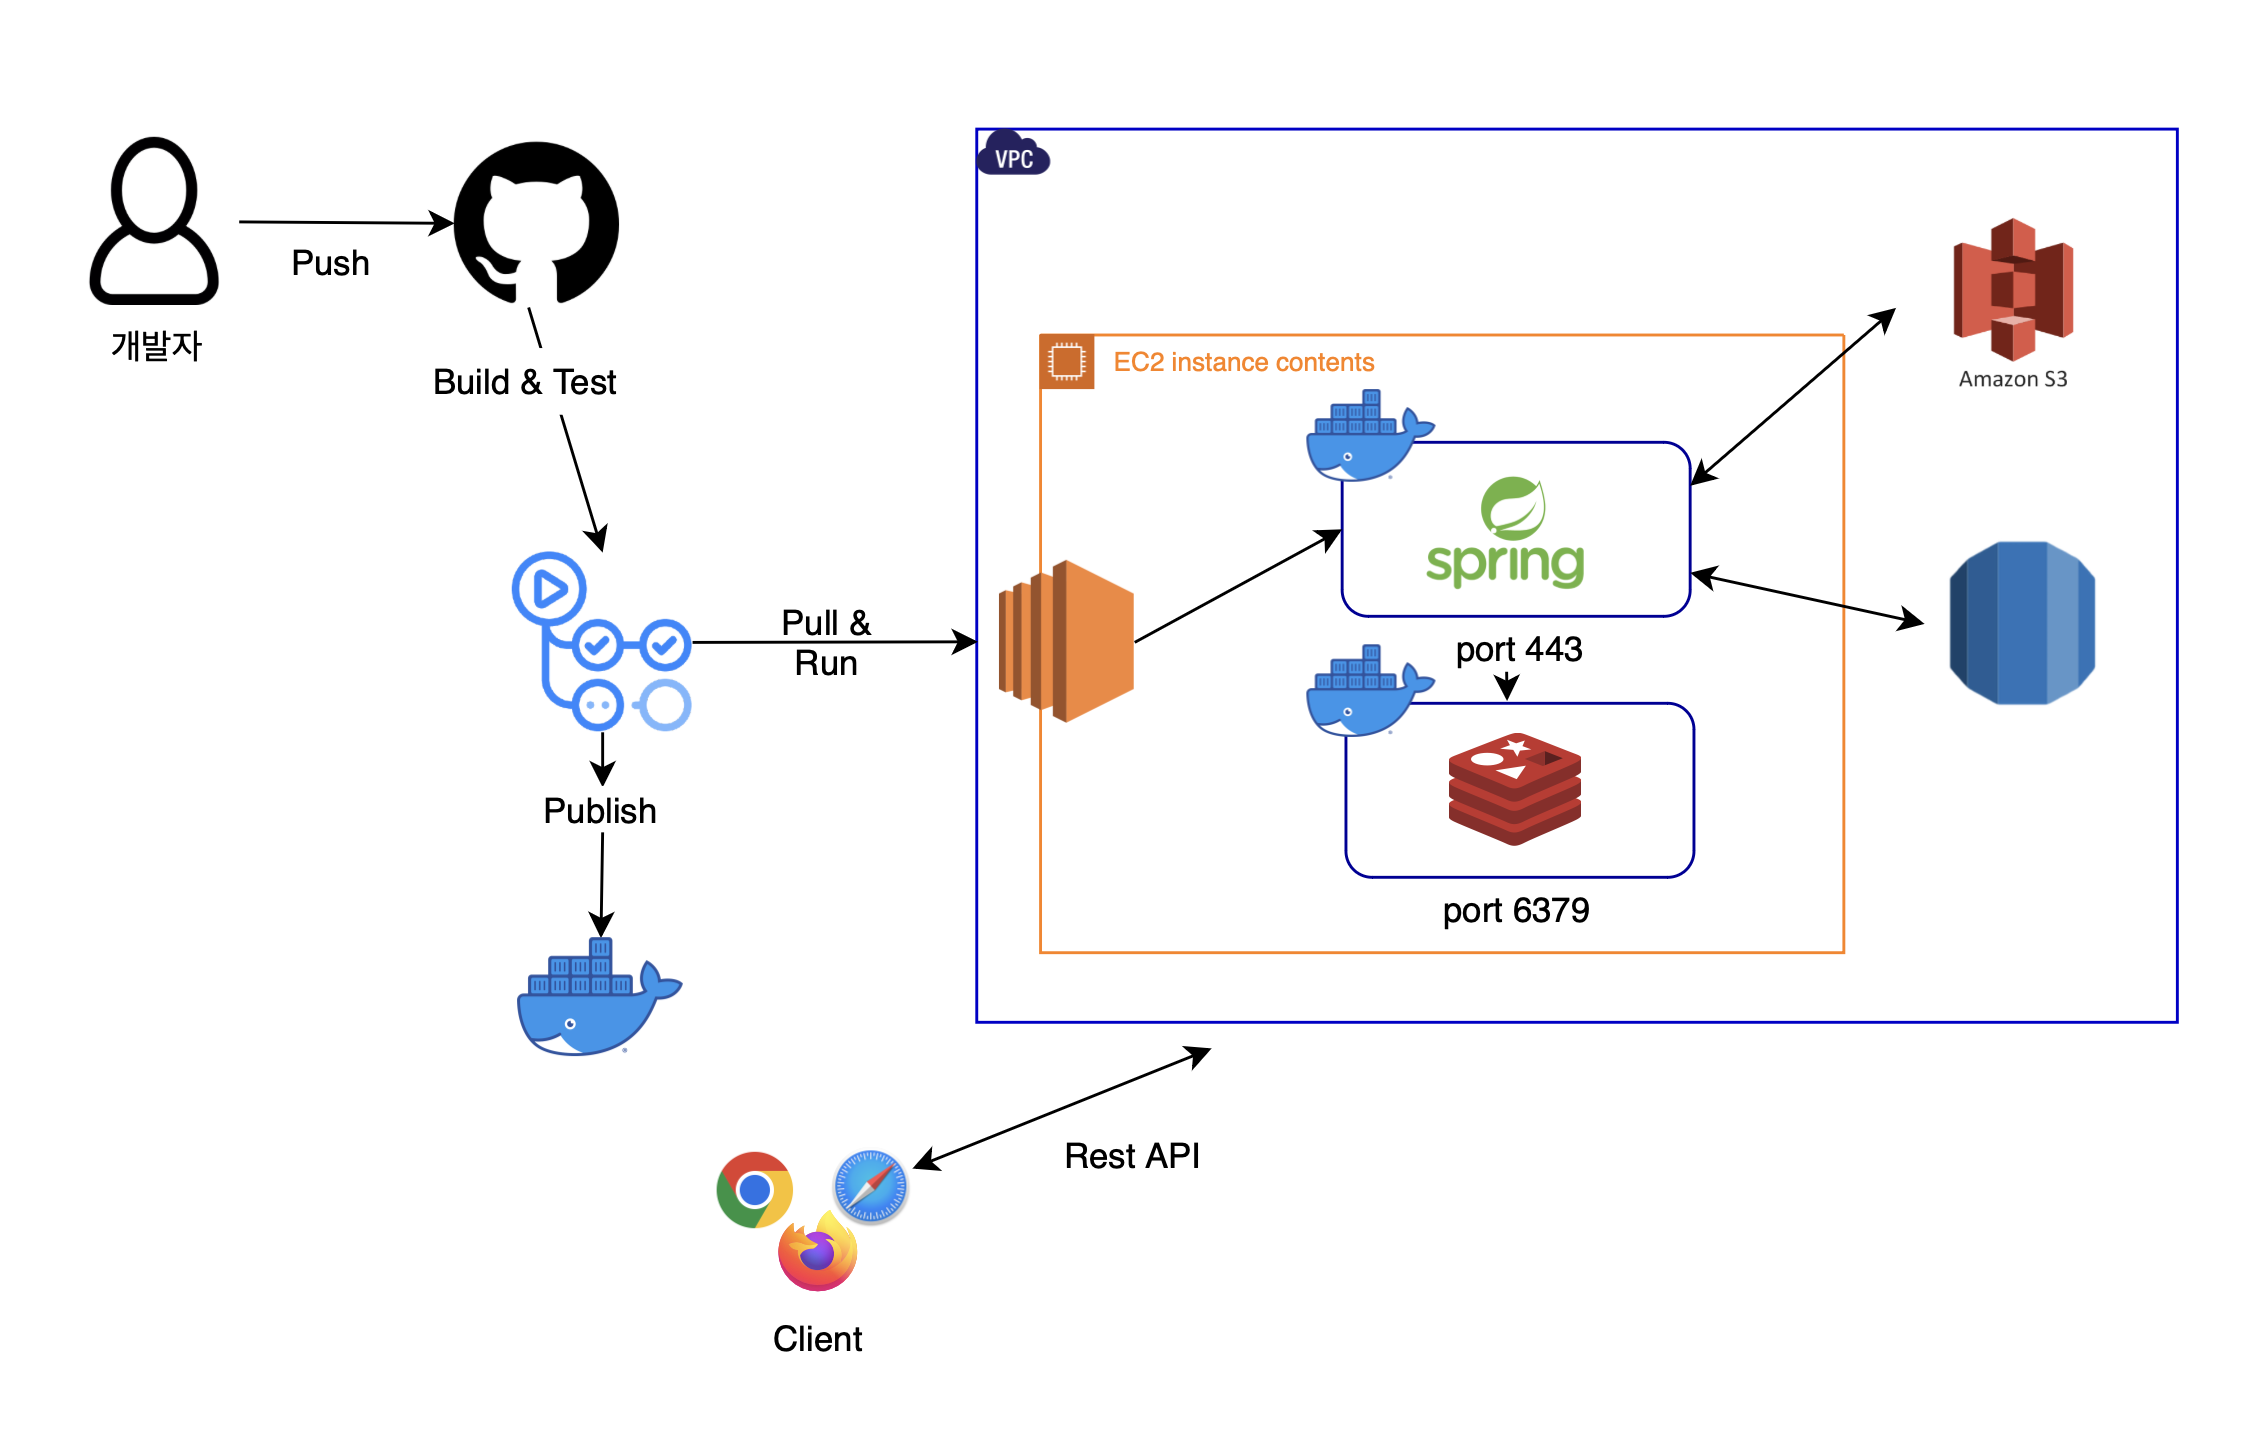 VPC
Push
개발자
EC2 instance contents
Amazon S3
Build & Test
spring
Pull &
Run
port 443
Publish
port 6379
Rest API
Client